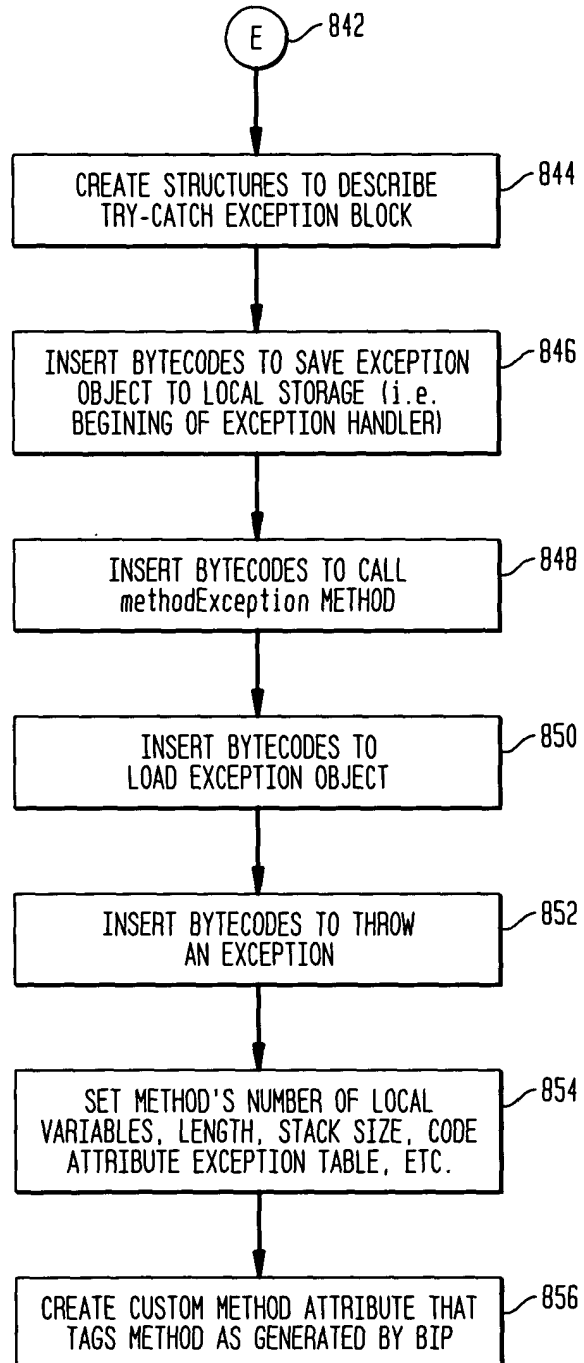 E
842
CREATE STRUCTURES TO DESCRIBE
TRY-CATCH EXCEPTION BLOCK
844
INSERT BYTECODES TO SAVE EXCEPTION
OBJECT TO LOCAL STORAGE (i.e.
BEGINING OF EXCEPTION HANDLER)
846
INSERT BYTECODES TO CALL
methodException METHOD
848
INSERT BYTECODES TO
LOAD EXCEPTION OBJECT
850
INSERT BYTECODES TO THROW
AN EXCEPTION
852
SET METHOD'S NUMBER OF LOCAL
VARIABLES, LENGTH, STACK SIZE, CODE
ATTRIBUTE EXCEPTION TABLE, ETC.
854
CREATE CUSTOM METHOD ATTRIBUTE THAT
TAGS METHOD AS GENERATED BY BIP
856